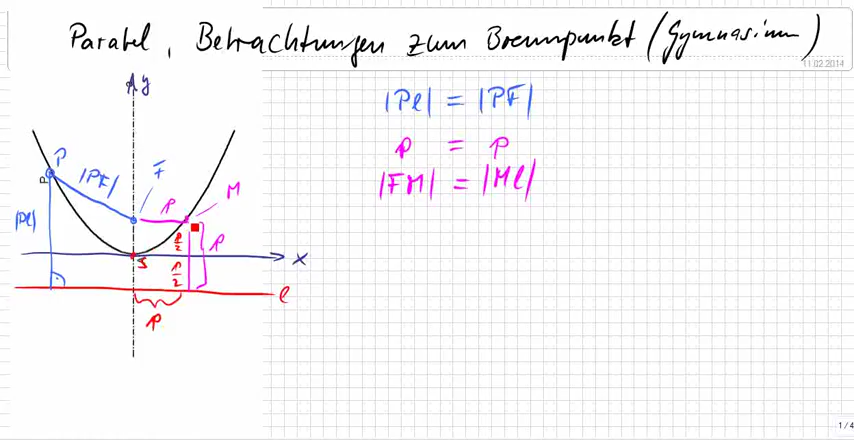 Parabel, Betrachtungen zum Brennpunkt (Gymnasium)
11.02.2014
y
|Pl| = |PF|
p = p
|FM| = |Ml|
P
P
|PF|
F
p
M
|Pl|
p/2
p
S
x
p/2
l
p
1/4